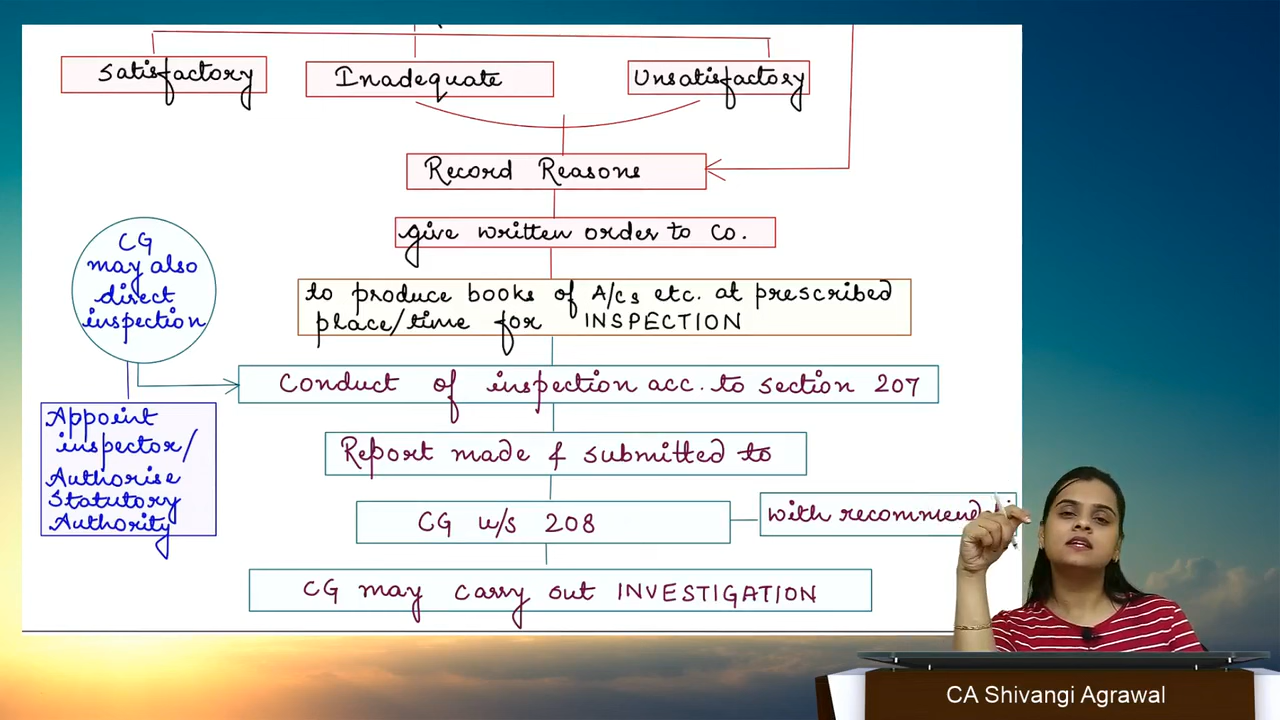 Satisfactory
Inadequate
Unsatisfactory
Record Reasons
give written order to Co.
CG
may also
direct
inspection
to produce books of A/cs etc. at prescribed
place/time for INSPECTION
Conduct of inspection acc. to section 207
Appoint
inspector/
Authorise
Statutory
Authority
Report made & submitted to
CG u/s 208
with
CG may carry out INVESTIGATION
CA Shivangi Agrawal